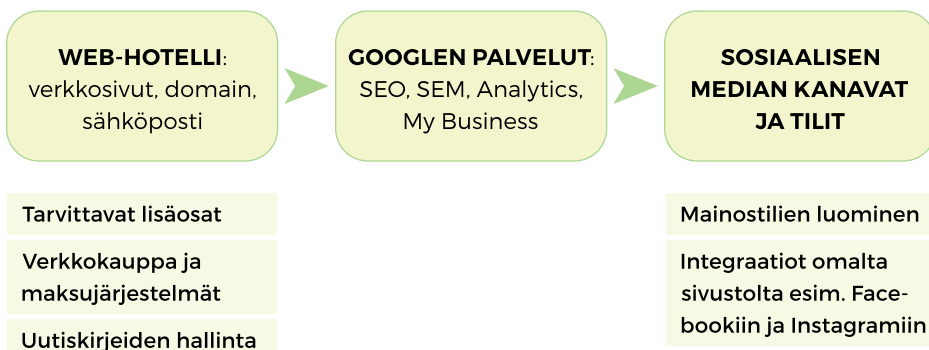 WEB-HOTELLI:
verkkosivut, domain,
sähköposti
GOOGLEN PALVELUT:
SEO, SEM, Analytics,
My Business
SOSIAALISEN
MEDIAN KANAVAT
JA TILIT
Tarvittavat lisäosat
Verkkokauppa ja
maksujärjestelmät
Uutiskirjeiden hallinta
Mainostilien luominen
Integraatiot omalta
sivustolta esim. Face-
bookiin ja Instagramiin